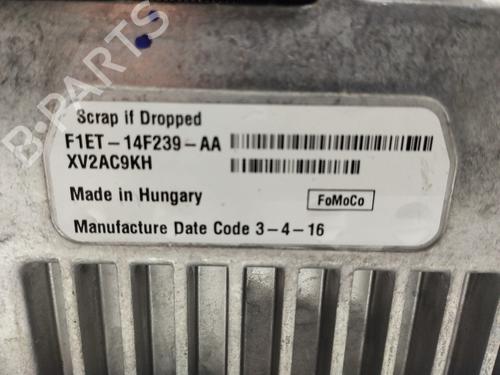 B-PARTS
Scrap if Dropped
F1ET-14F239-AA
XV2AC9KH
Made in Hungary
FoMoCo
Manufacture Date Code 3-4-16